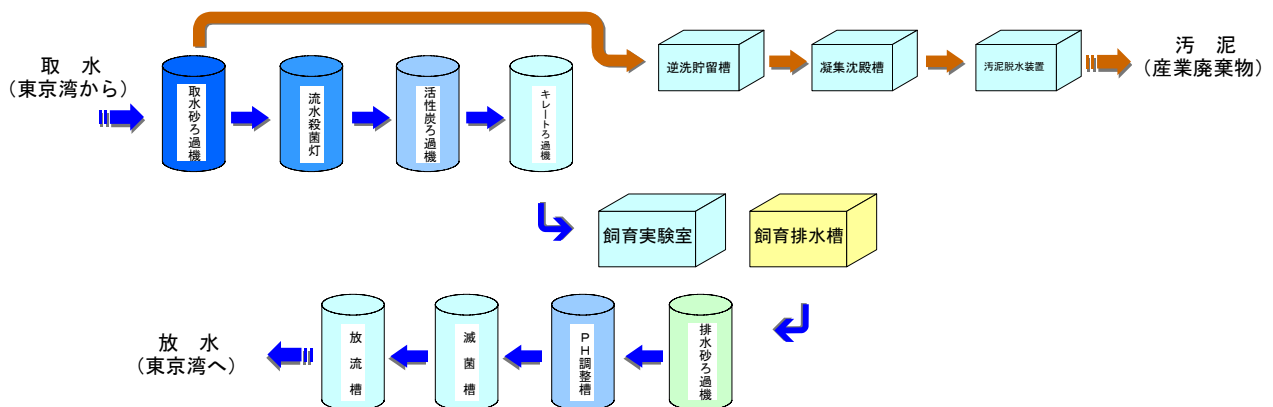 取　水
（東京湾から）
取水砂ろ過機
流水殺菌灯
活性炭ろ過機
キレートろ過機
逆洗貯留槽
凝集沈殿槽
汚泥脱水装置
汚　泥
（産業廃棄物）
飼育実験室
飼育排水槽
放　水
（東京湾へ）
放流槽
滅菌槽
ＰＨ調整槽
排水砂ろ過機